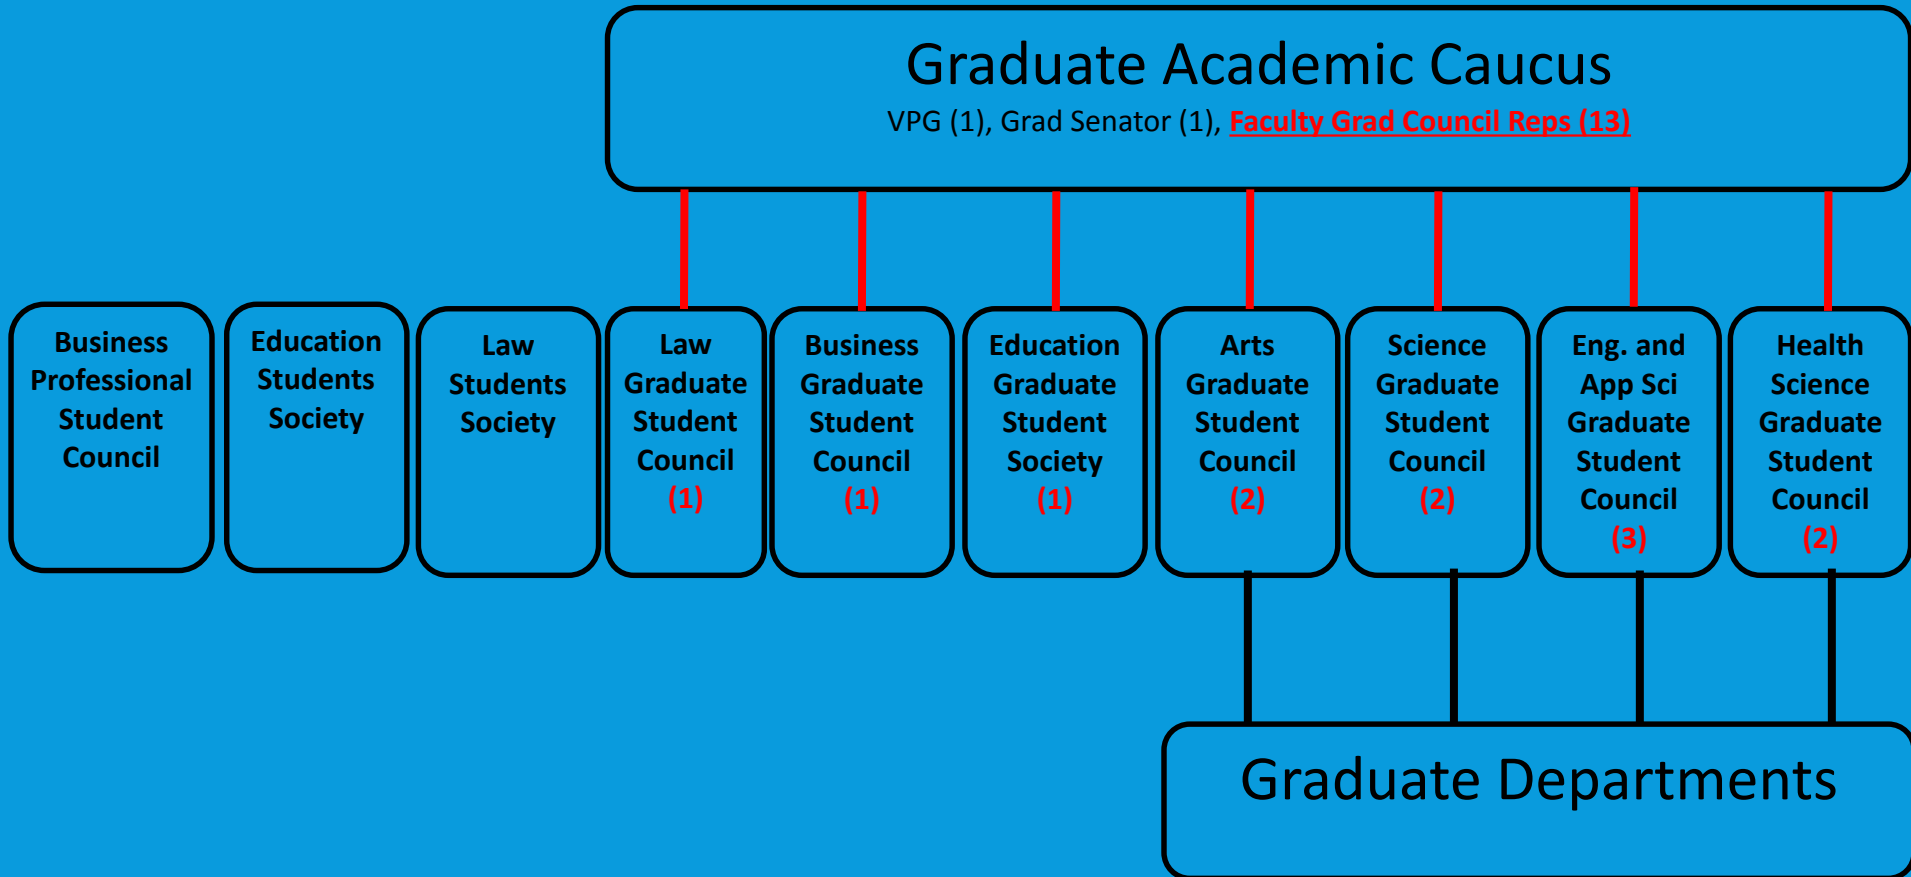 Graduate Academic Caucus
VPG (1), Grad Senator (1), Faculty Grad Council Reps (13)
Business
Professional
Student
Council
Education
Students
Society
Law
Students
Society
Law
Graduate
Student
Council
(1)
Business
Graduate
Student
Council
(1)
Education
Graduate
Student
Society
(1)
Arts
Graduate
Student
Council
(2)
Science
Graduate
Student
Council
(2)
Eng. and
App Sci
Graduate
Student
Council
(3)
Health
Science
Graduate
Student
Council
(2)
Graduate Departments